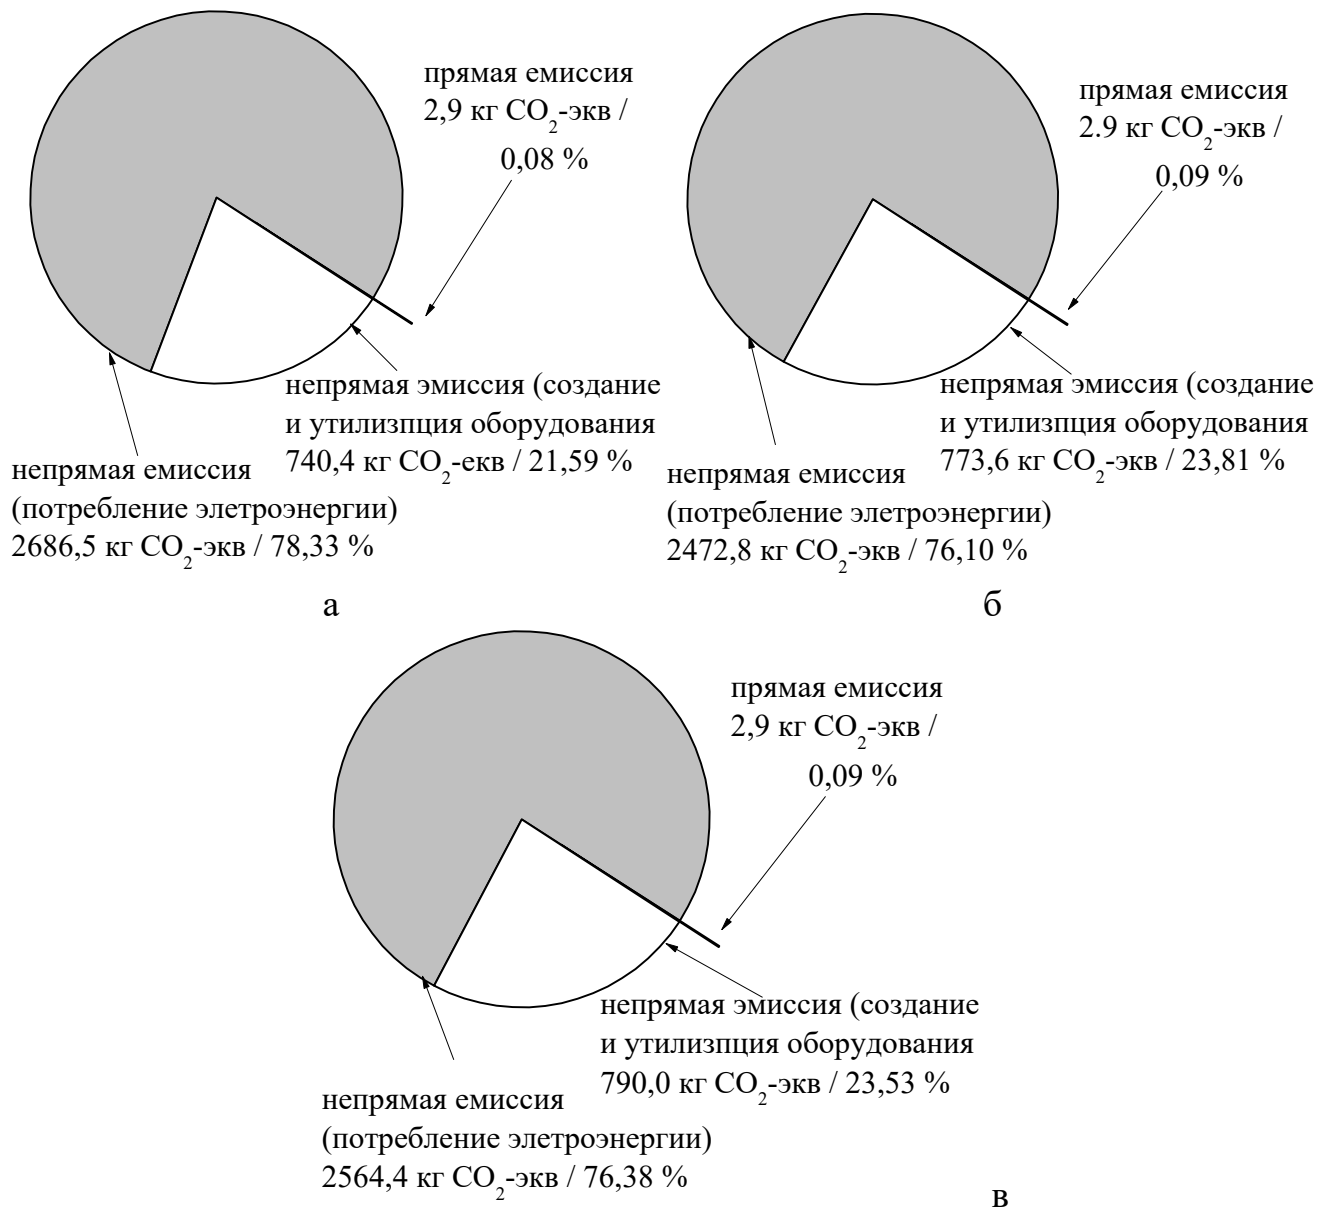 прямая емиссия
2,9 кг CO2-экв /
0,08 %
непрямая эмиссия (создание
и утилизпция оборудования
740,4 кг CO2-екв / 21,59 %
непрямая емиссия
(потребление элетроэнергии)
2686,5 кг CO2-экв / 78,33 %
а
прямая емиссия
2.9 кг CO2-экв /
0,09 %
непрямая эмиссия (создание
и утилизпция оборудования
773,6 кг CO2-экв / 23,81 %
непрямая емиссия
(потребление элетроэнергии)
2472,8 кг CO2-экв / 76,10 %
б
прямая емиссия
2,9 кг CO2-экв /
0,09 %
непрямая эмиссия (создание
и утилизпция оборудования
790,0 кг CO2-экв / 23,53 %
непрямая емиссия
(потребление элетроэнергии)
2564,4 кг CO2-экв / 76,38 %
в